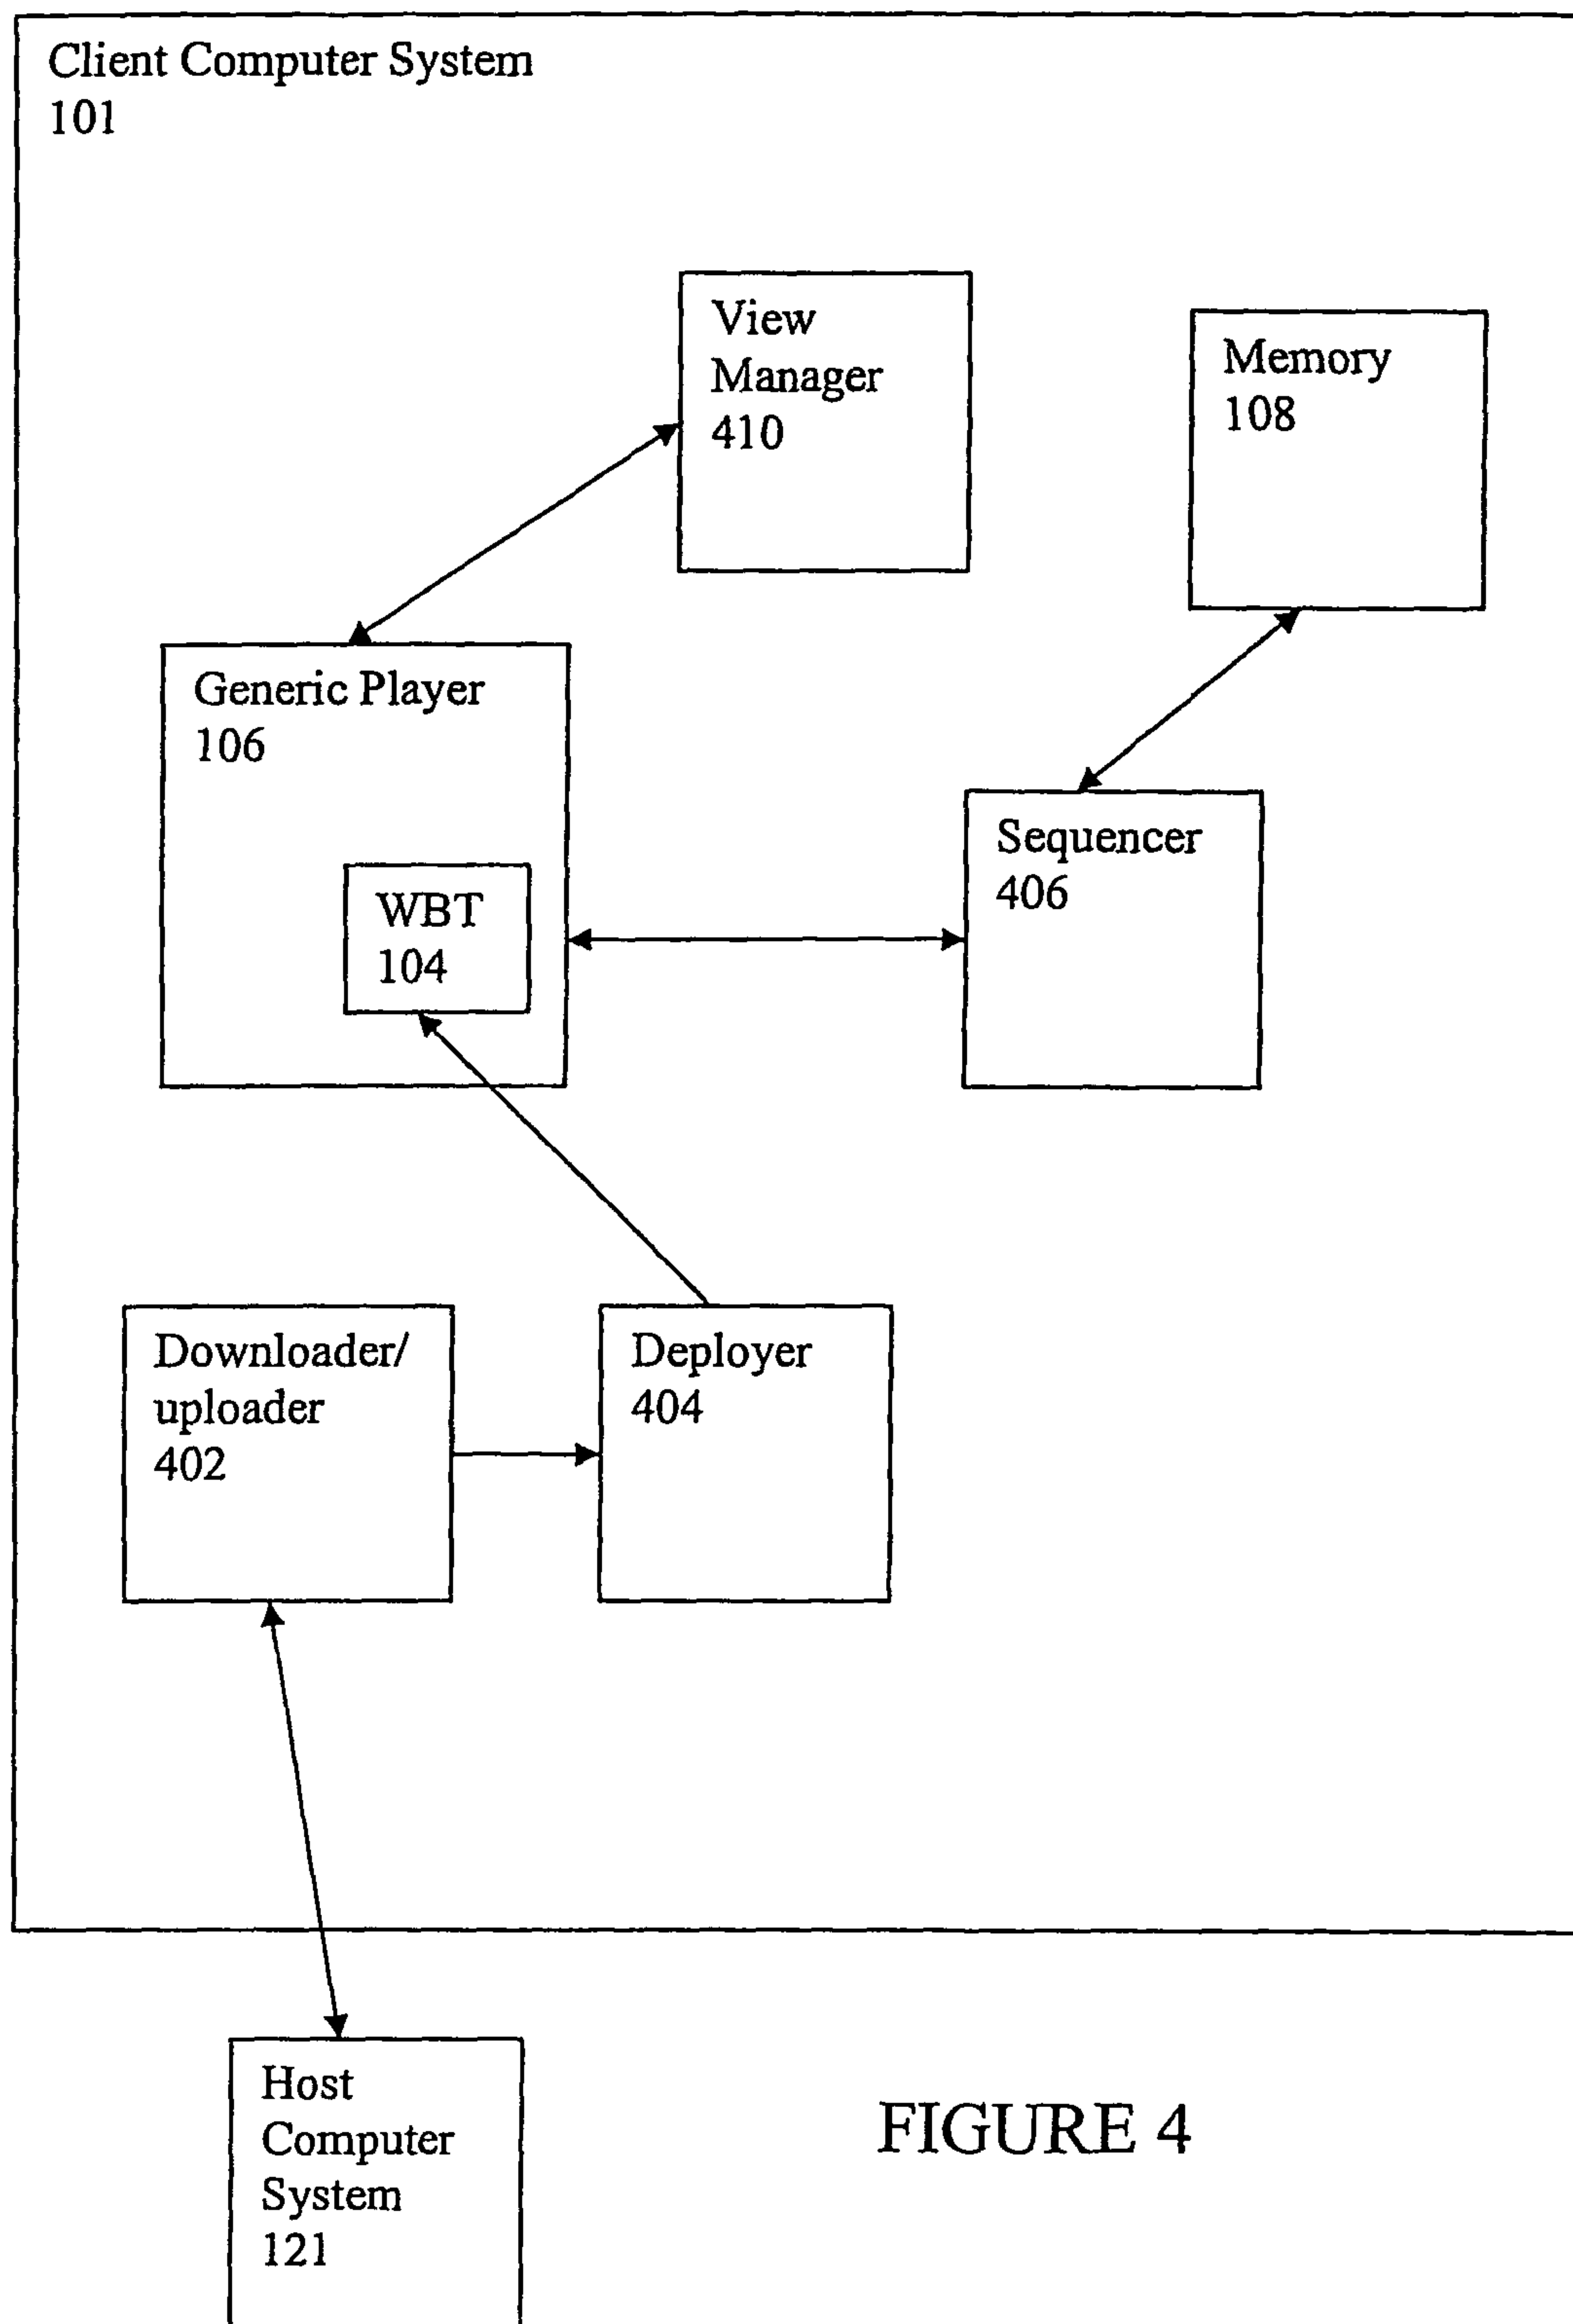 Client Computer System
101
View
Manager
410
Memory
108
Generic Player
106
WBT
104
Sequencer
406
Downloader/
uploader
402
Deployer
404
Host
Computer
System
121
FIGURE 4